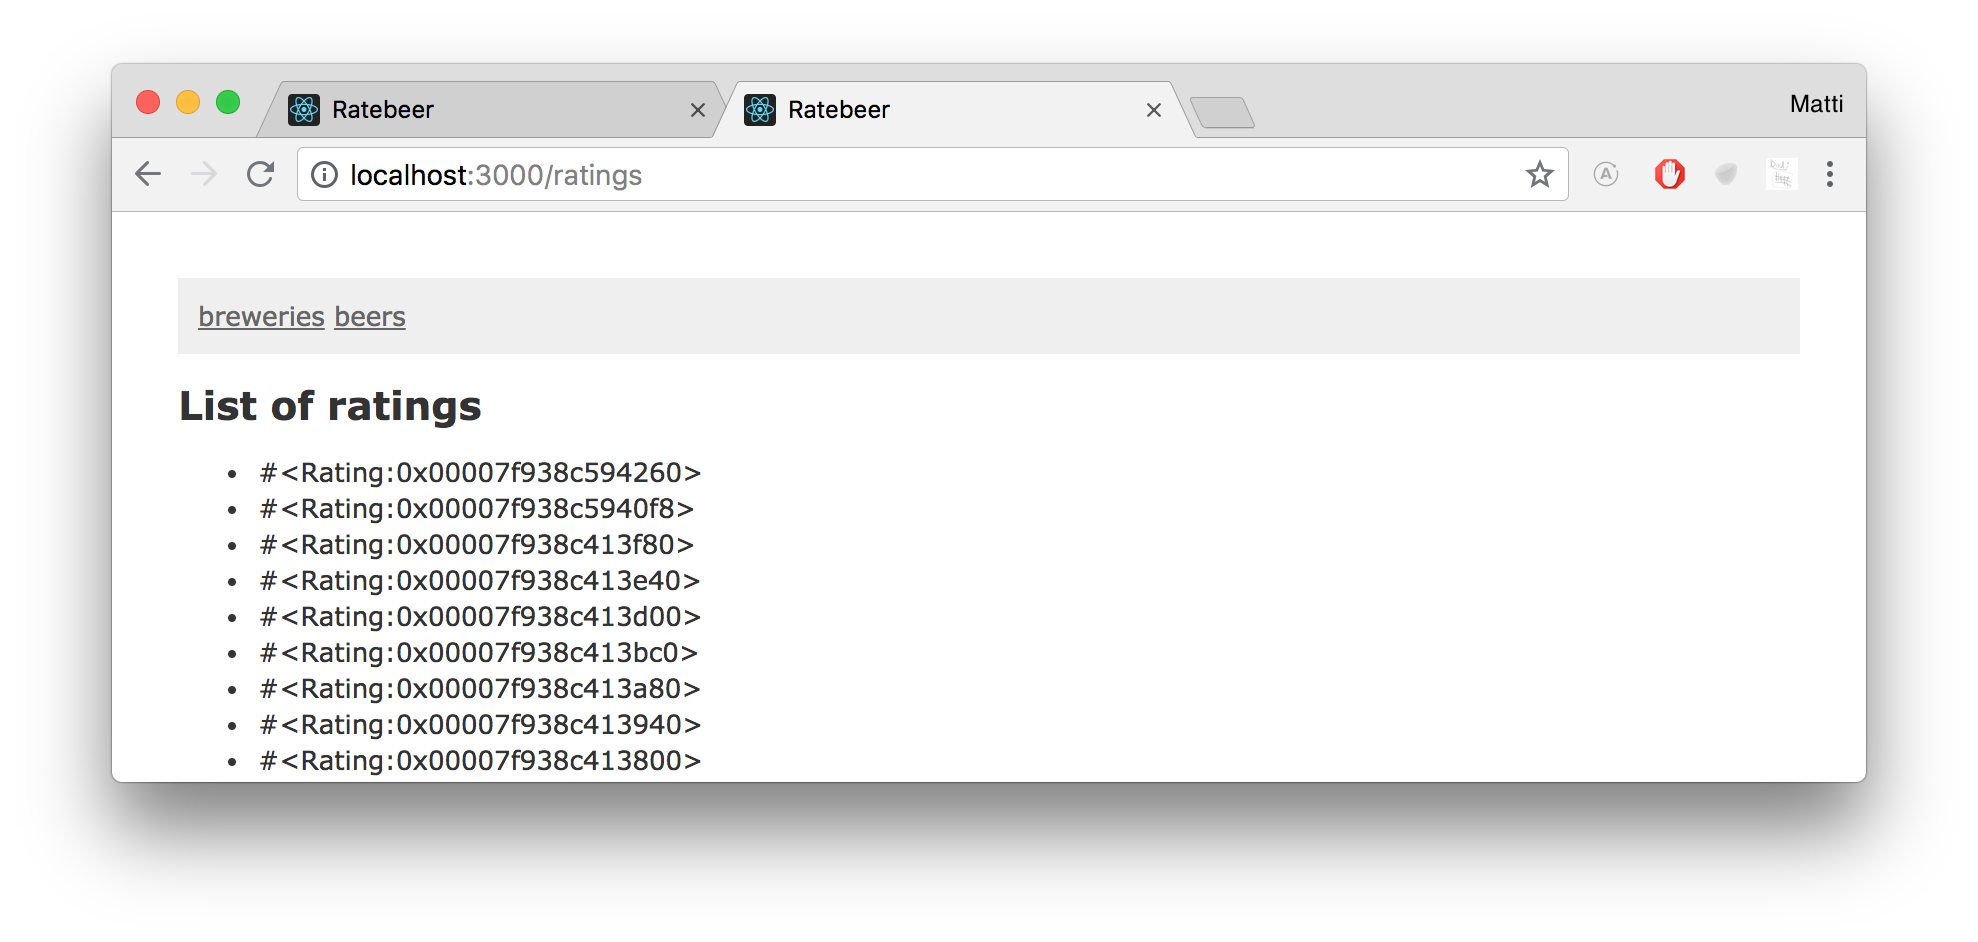 Ratebeer Ratebeer Matti
localhost:3000/ratings
breweries beers
List of ratings
#<Rating:0x00007f938c594260>
#<Rating:0x00007f938c5940f8>
#<Rating:0x00007f938c413f80>
#<Rating:0x00007f938c413e40>
#<Rating:0x00007f938c413d00>
#<Rating:0x00007f938c413bc0>
#<Rating:0x00007f938c413a80>
#<Rating:0x00007f938c413940>
#<Rating:0x00007f938c413800>